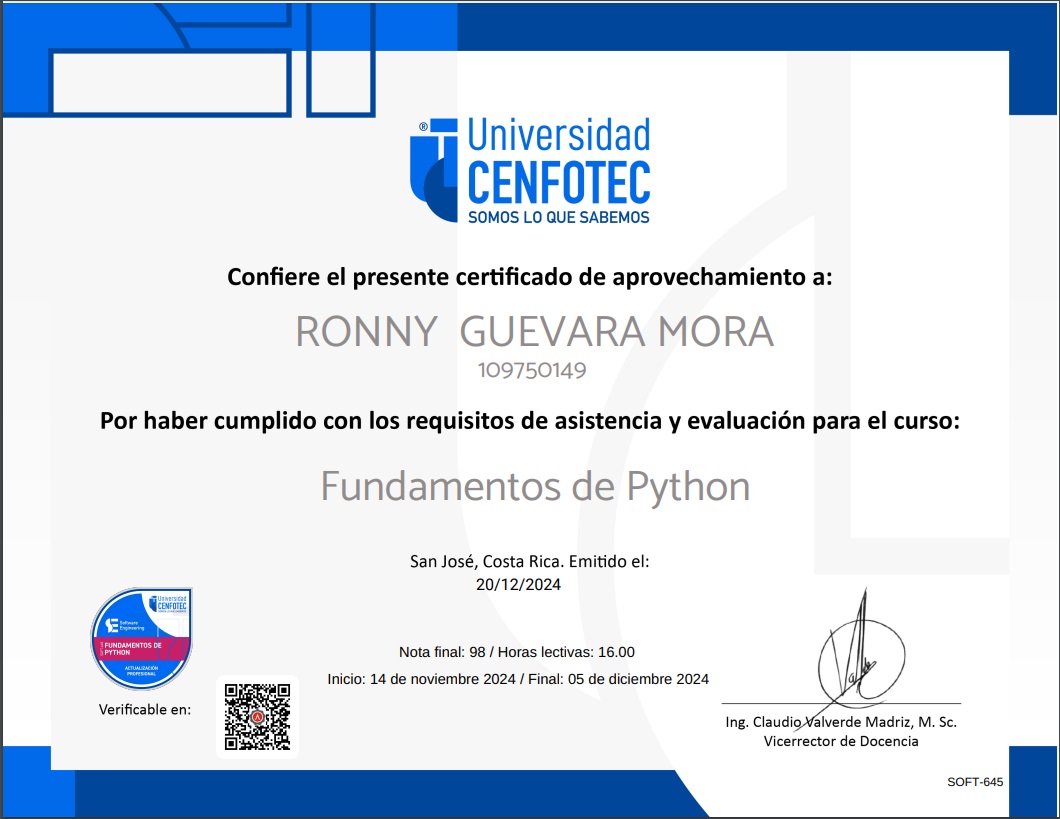 ® Universidad
CENFOTEC
SOMOS LO QUE SABEMOS
Confiere el presente certificado de aprovechamiento a:
RONNY GUEVARA MORA
109750149
Por haber cumplido con los requisitos de asistencia y evaluación para el curso:
Fundamentos de Python
San José, Costa Rica. Emitido el:
20/12/2024
Universidad
CENFOTEC
Software
Engineering
FUNDAMENTOS DE
PYTHON
ACTUALIZACIÓN
PROFESIONAL
Nota final: 98 / Horas lectivas: 16.00
Inicio: 14 de noviembre 2024 / Final: 05 de diciembre 2024
Verificable en:
Ing. Claudio Valverde Madriz, M. Sc.
Vicerrector de Docencia
SOFT-645